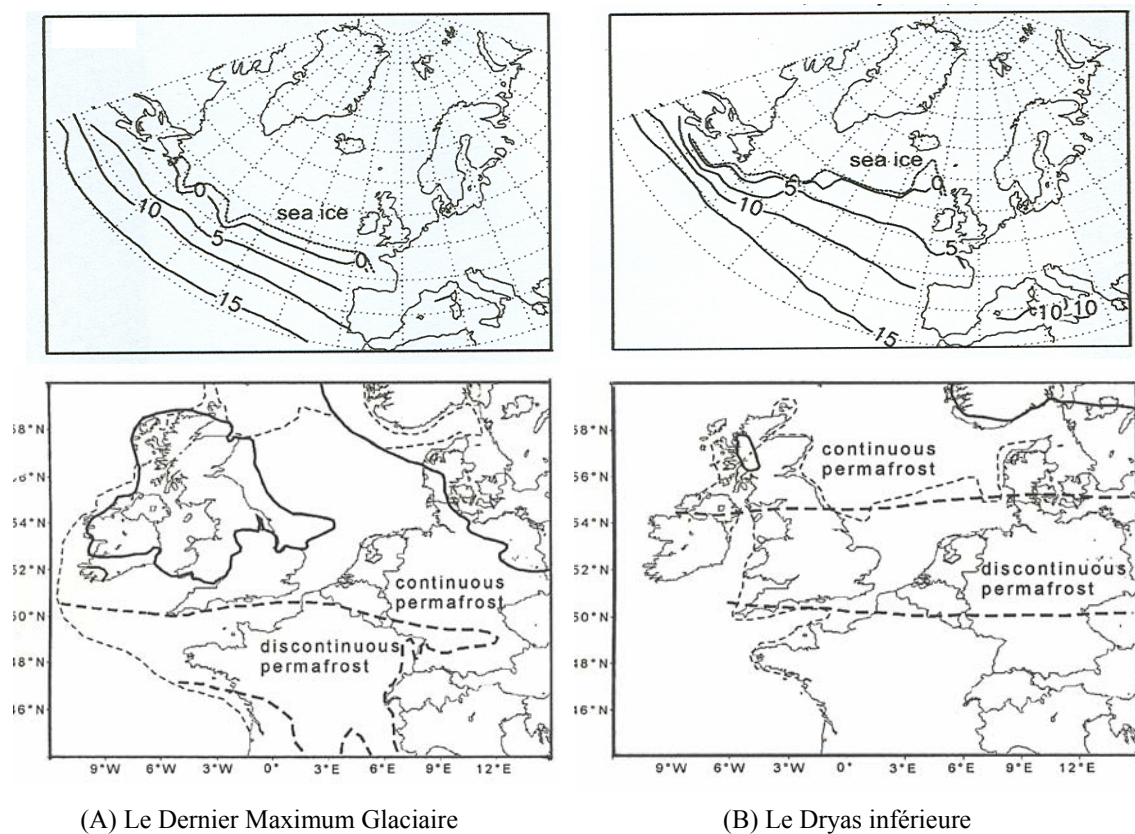 sea ice
0
10
5
0
15
sea ice
5
0
10
5
15
10
10
58°N
56°N
54°N
52°N
50°N
48°N
46°N
continuous
permafrost
discontinuous
permafrost
9°W 6°W 3°W 0° 3°E 6°E 9°E 12°E
58°N
56°N
54°N
52°N
50°N
48°N
46°N
continuous
permafrost
discontinuous
permafrost
9°W 6°W 3°W 0° 3°E 6°E 9°E 12°E
(A) Le Dernier Maximum Glaciaire
(B) Le Dryas inférieure